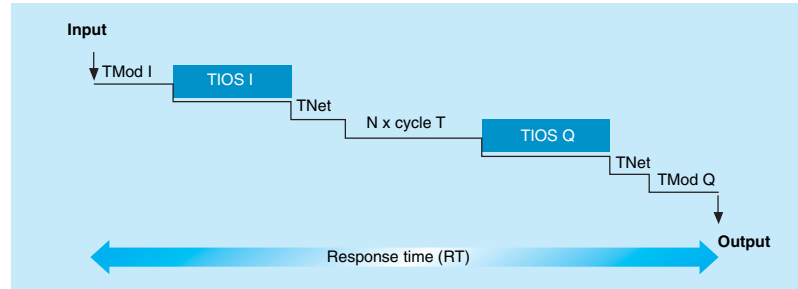 Input
TMod I
TIOS I
TNet
N x cycle T
TIOS Q
TNet
TMod Q
Output
Response time (RT)